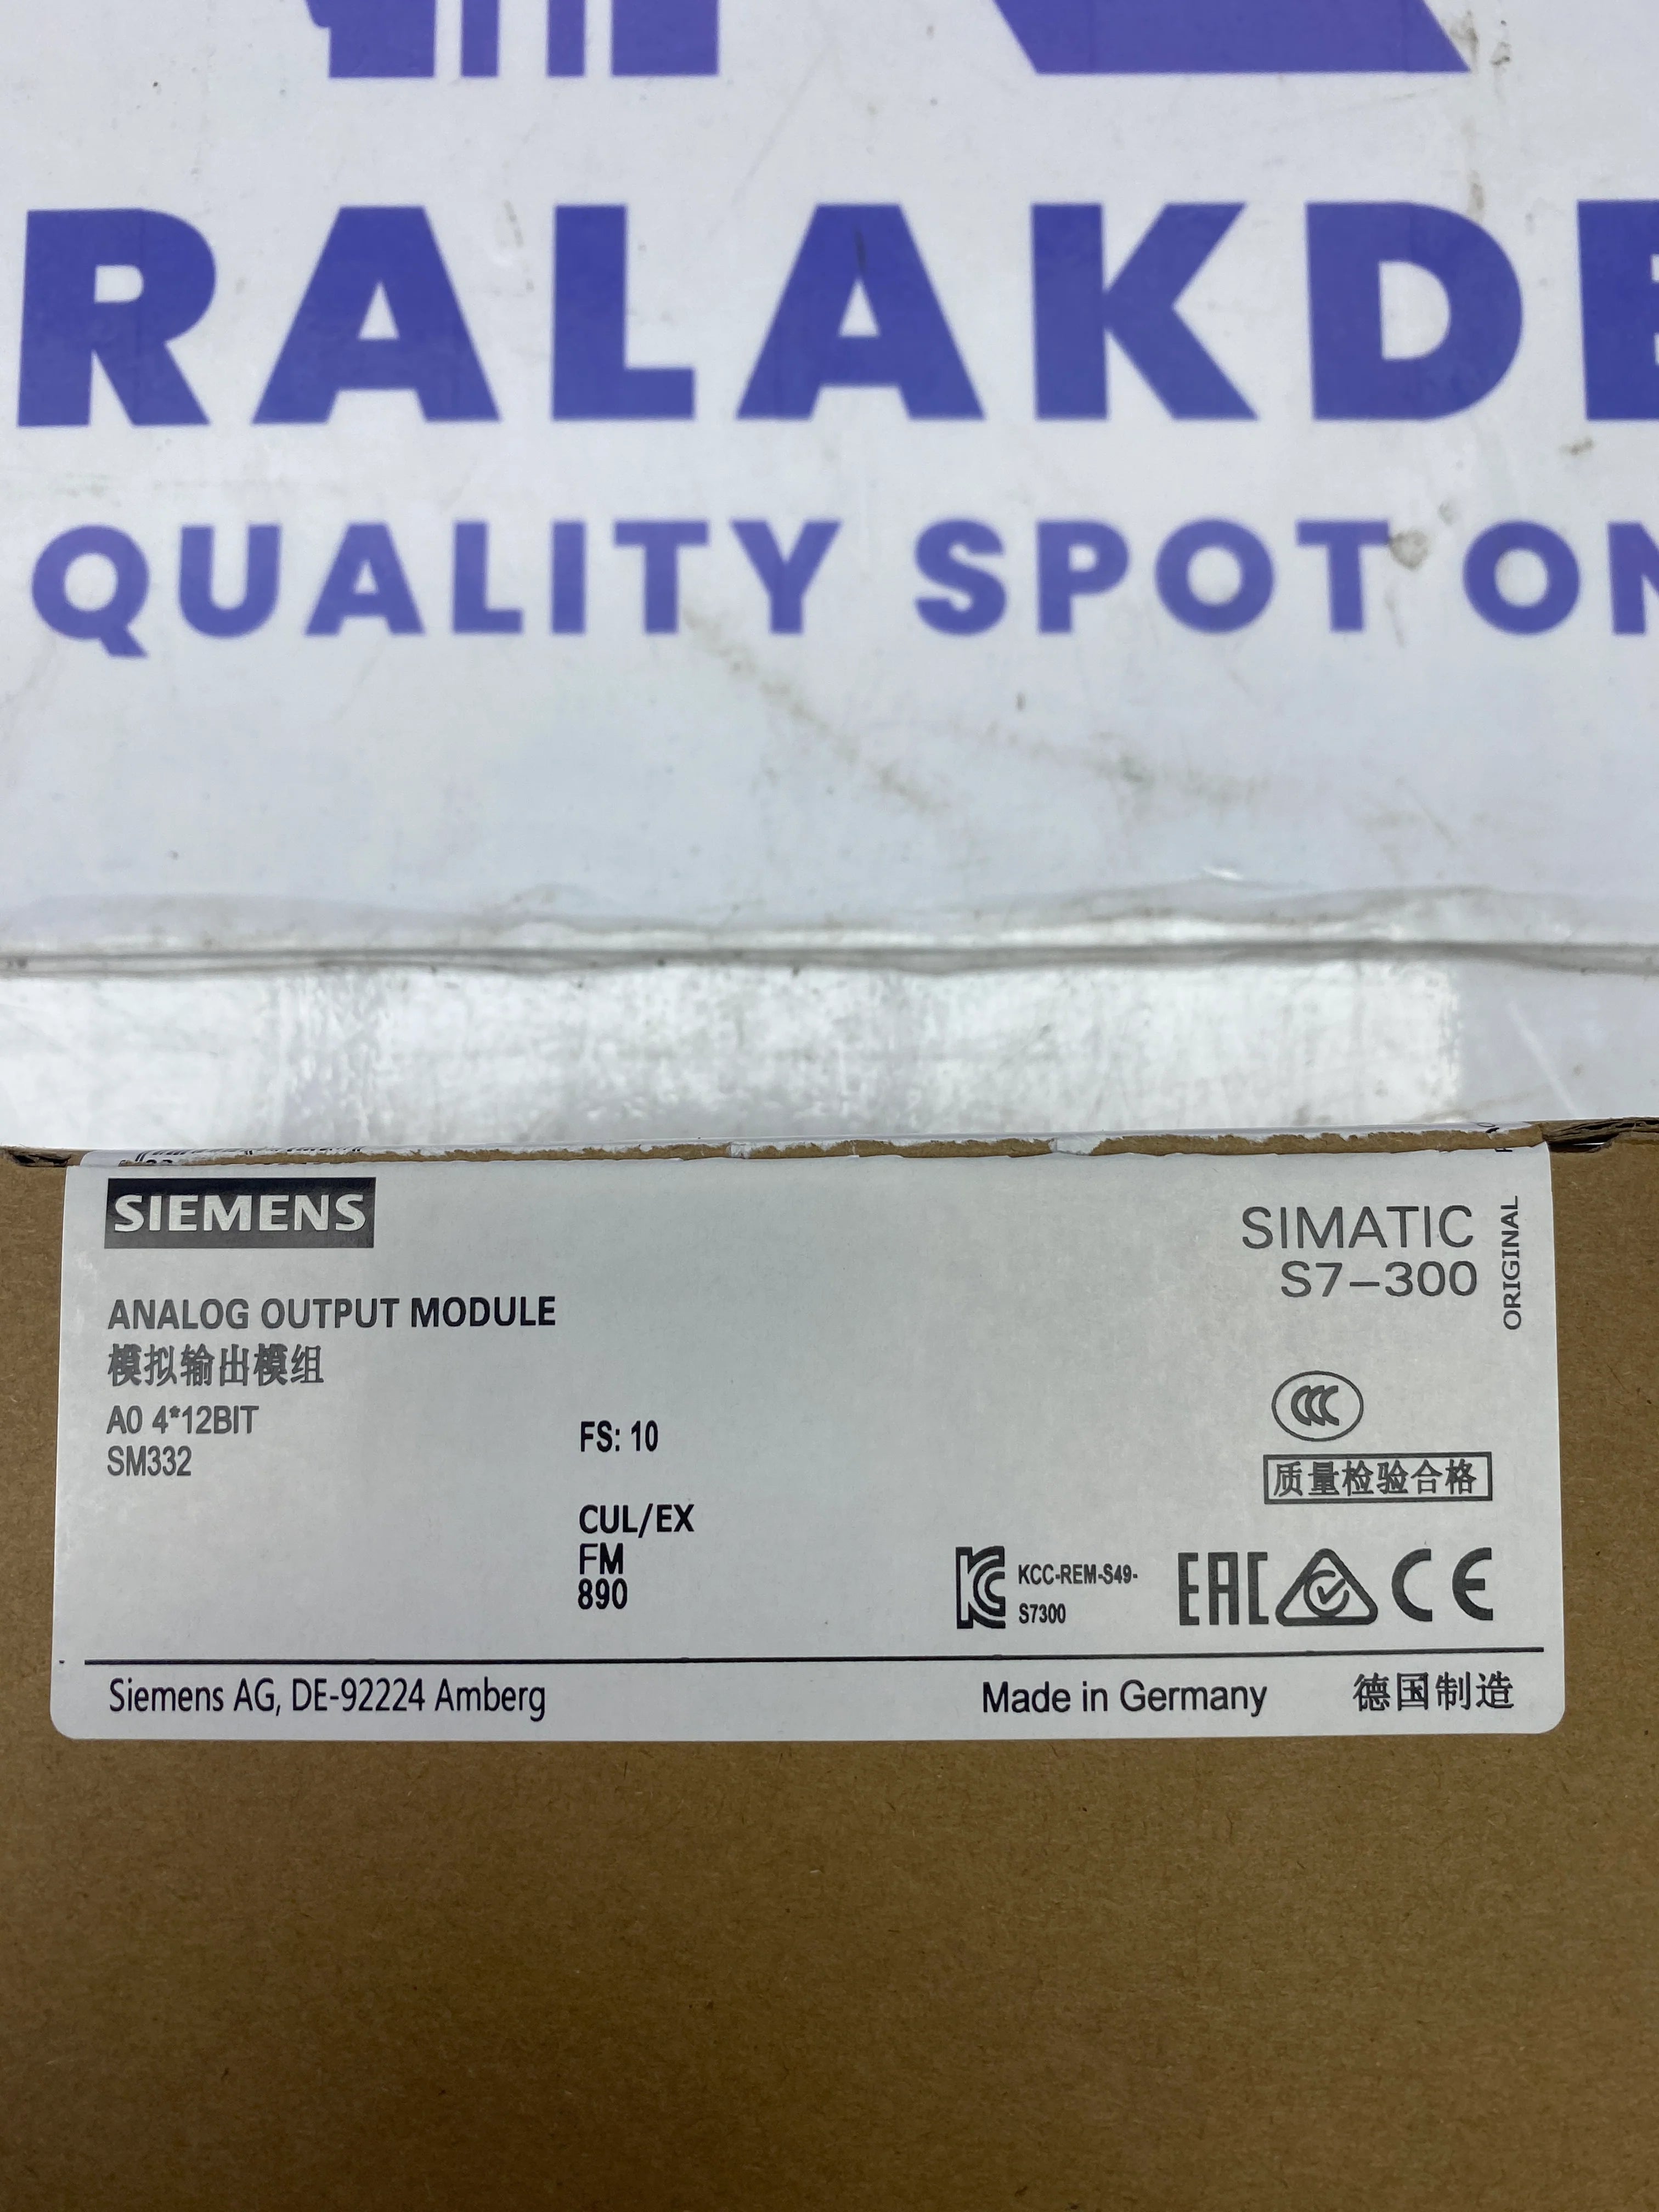 RALAKDE
QUALITY SPOT ON
SIEMENS
SIMATIC
S7-300
ORIGINAL
ANALOG OUTPUT MODULE
模拟输出模组
AO 4*12BIT
SM332
FS: 10
CUL/EX
FM
890
CCC
质量检验合格
KCC-REM-S49-
S7300
EAC
CE
Siemens AG, DE-92224 Amberg
Made in Germany
德国制造